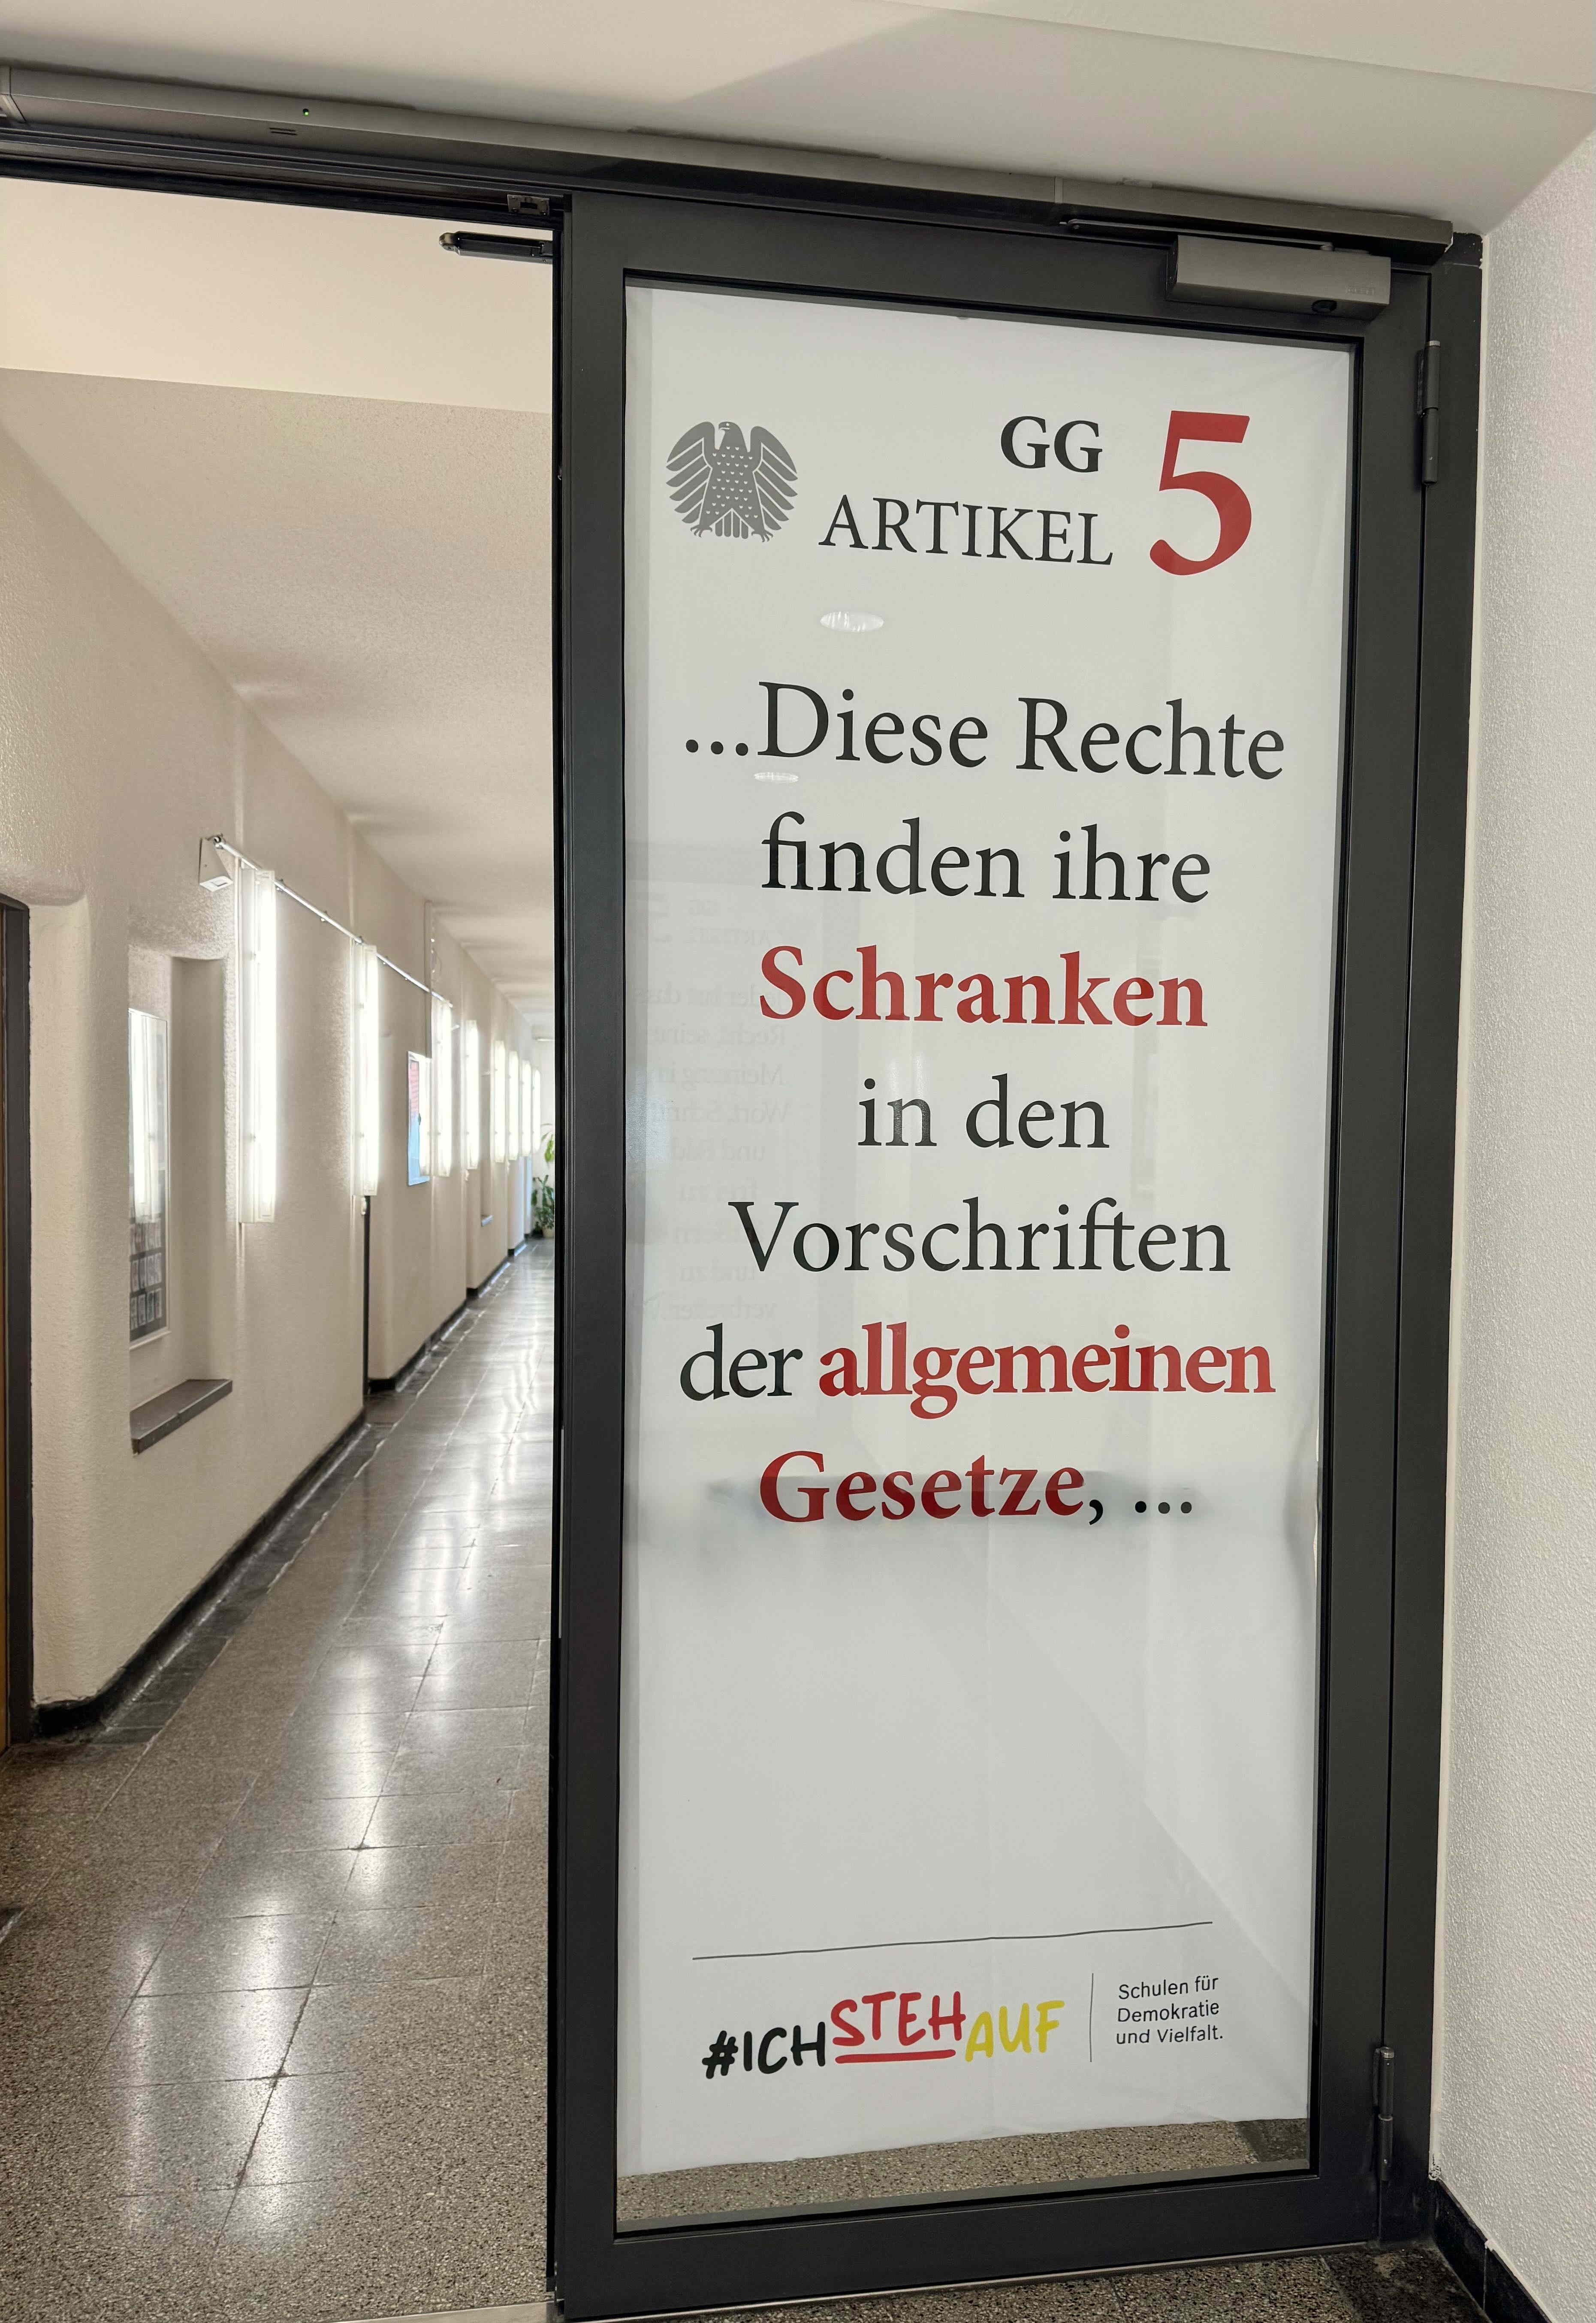 GG
ARTIKEL 5
...Diese Rechte
finden ihre
Schranken
in den
Vorschriften
der allgemeinen
Gesetze, ...
#ICHSTEHAUF
Schulen für
Demokratie
und Vielfalt.